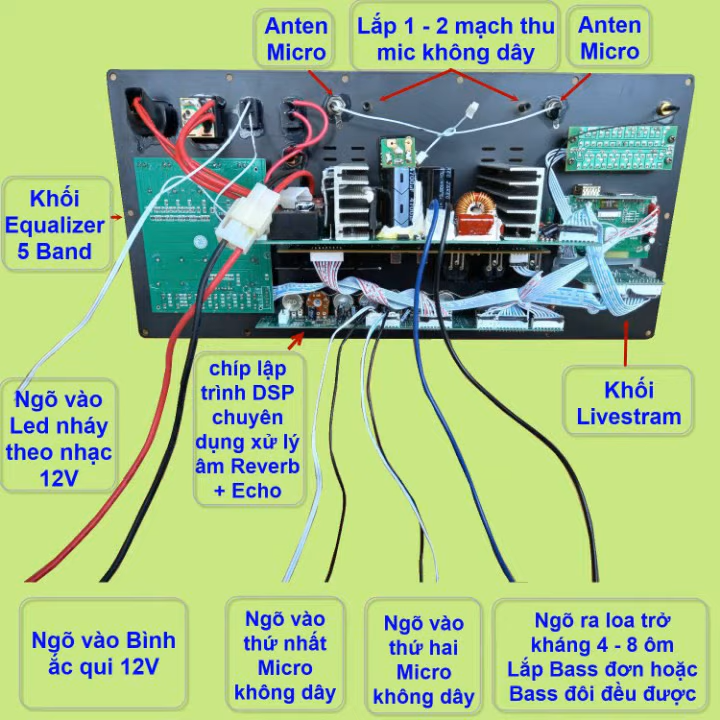 Anten
Micro
Lắp 1 - 2 mạch thu
mic không dây
Anten
Micro
Khối
Equalizer
5 Band
Ngõ vào
Led nháy
theo nhạc
12V
chíp lập
trình DSP
chuyên
dụng xử lý
âm Reverb
+ Echo
Khối
Livestram
Ngõ vào Bình
ắc qui 12V
Ngõ vào
thứ nhất
Micro
không dây
Ngõ vào
thứ hai
Micro
không dây
Ngõ ra loa trở
kháng 4 - 8 ôm
Lắp Bass đơn hoặc
Bass đôi đều được